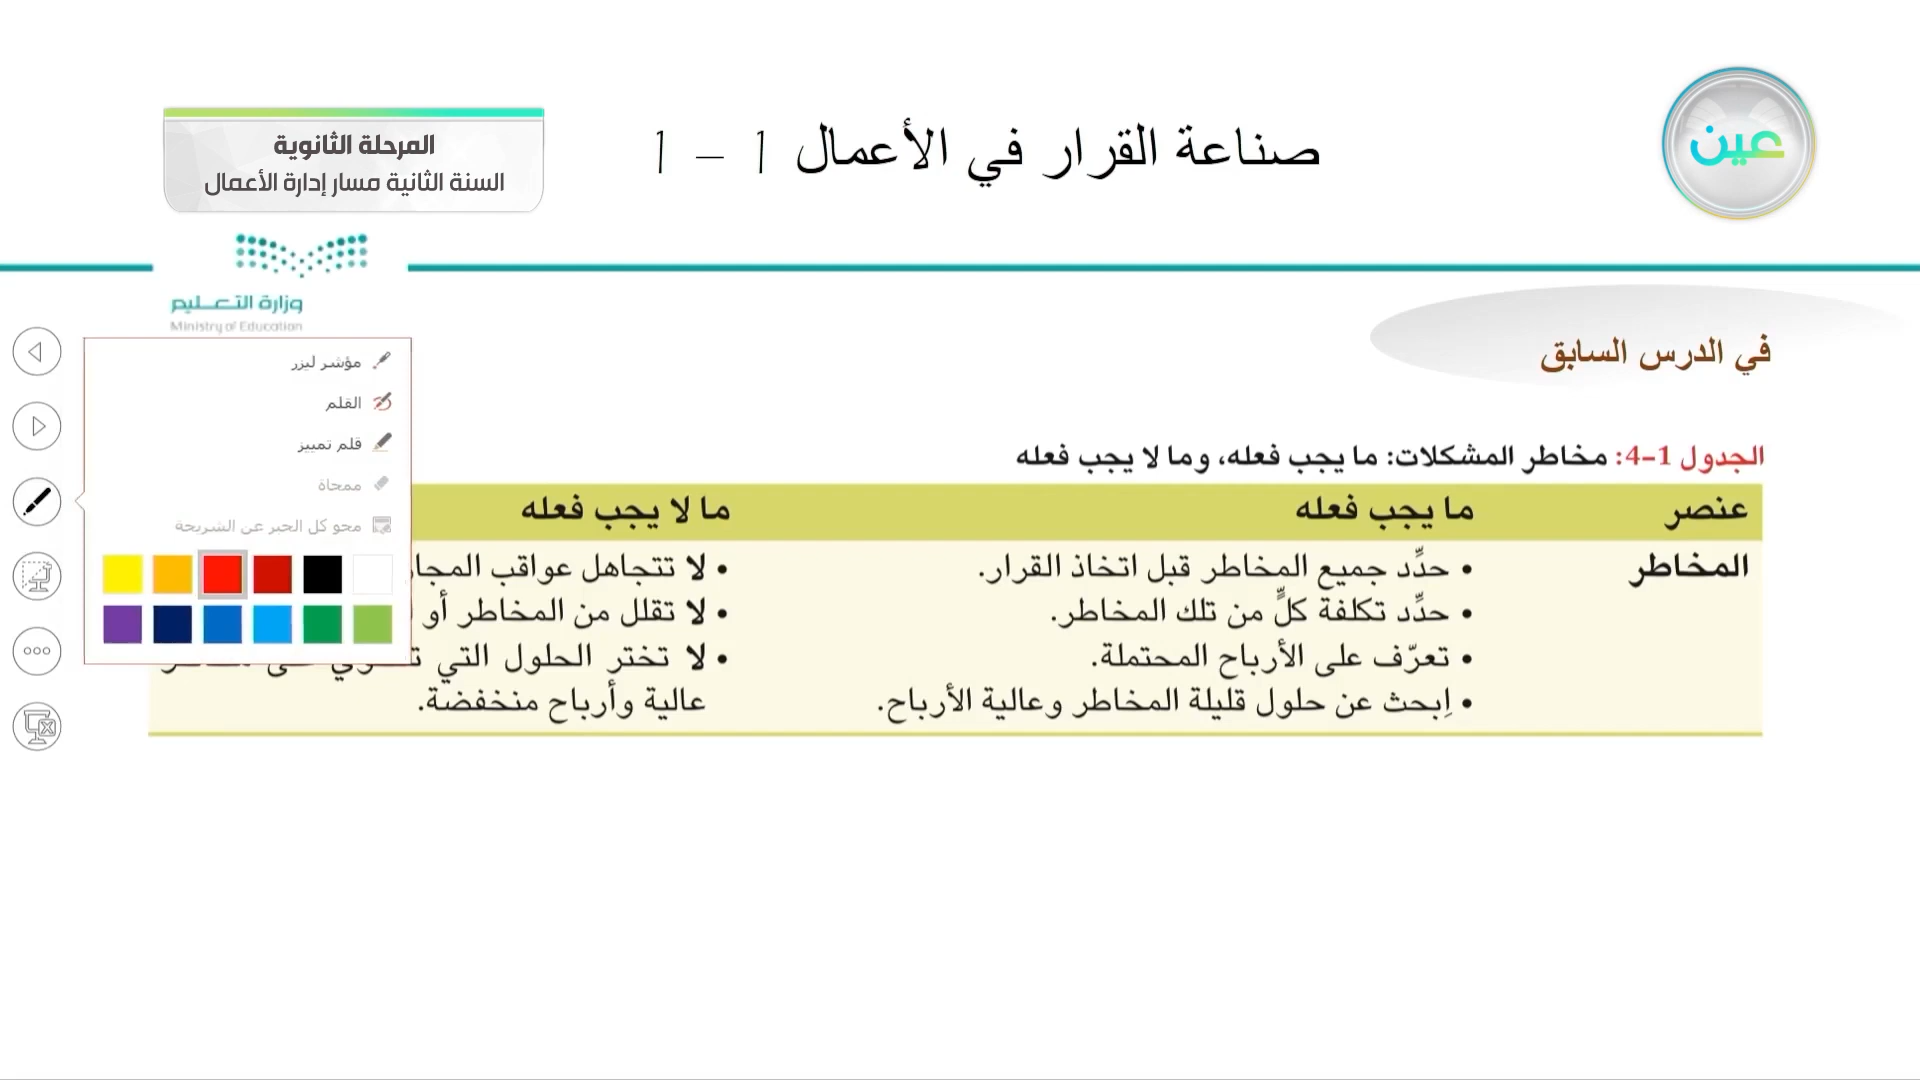 صناعة القرار في الأعمال 1 – 1
عين
المرحلة الثانوية
السنة الثانية مسار إدارة الأعمال
وزارة التعليم
Ministry of Education
في الدرس السابق
مؤشر ليزر
القلم
قلم تمييز
ممحاة
محو كل الحبر عن الشريحة
الجدول 1-4: مخاطر المشكلات: ما يجب فعله، وما لا يجب فعله
عنصر
ما يجب فعله
ما لا يجب فعله
المخاطر
• حدِّد جميع المخاطر قبل اتخاذ القرار.
• حدِّد تكلفة كلٍّ من تلك المخاطر.
• تعرّف على الأرباح المحتملة.
• اِبحث عن حلول قليلة المخاطر وعالية الأرباح.
• لا تتجاهل عواقب
• لا تقلل من المخاطر أو
• لا تختر الحلول التي
عالية وأرباح منخفضة.